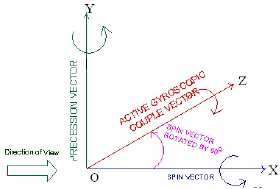 Y
PRECESSION VECTOR
ACTIVE GYROSCOPIC
COUPLE VECTOR
Z
SPIN VECTOR
ROTATED BY 90°
Direction of View
O
SPIN VECTOR
X